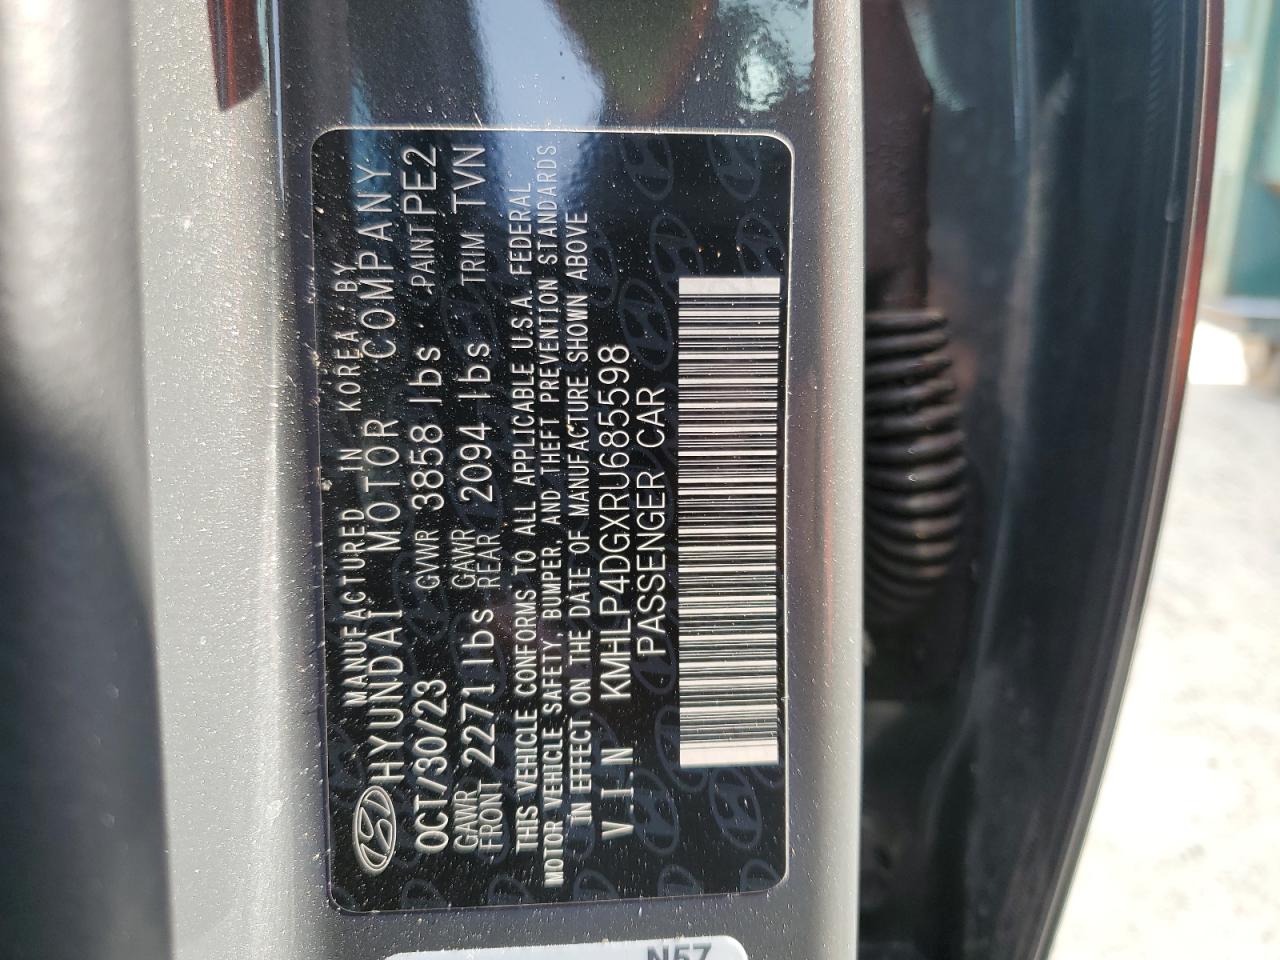 MANUFACTURED IN KOREA BY
HYUNDAI MOTOR COMPANY
OCT/30/23 GVWR 3858 lbs PAINT PE2
GAWR FRONT 2271 lbs GAWR REAR 2094 lbs TRIM TVN
THIS VEHICLE CONFORMS TO ALL APPLICABLE U.S.A. FEDERAL
MOTOR VEHICLE SAFETY, BUMPER, AND THEFT PREVENTION STANDARDS
IN EFFECT ON THE DATE OF MANUFACTURE SHOWN ABOVE
V.I.N KMHLP4DGXRU685598
PASSENGER CAR
N57